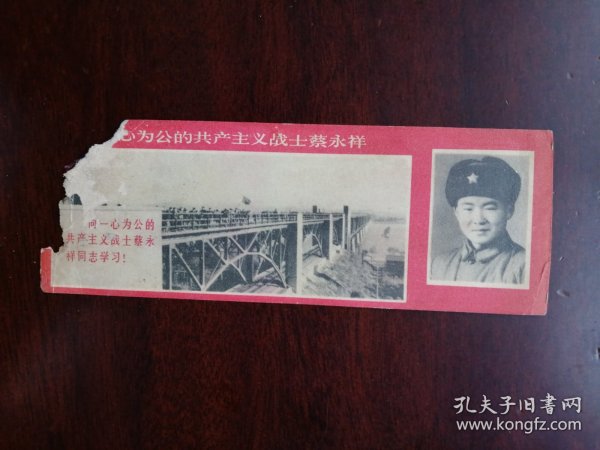 心为公的共产主义战士蔡永祥
向一心为公的
共产主义战士蔡永
祥同志学习!
孔夫子旧书网
www.kongfz.com